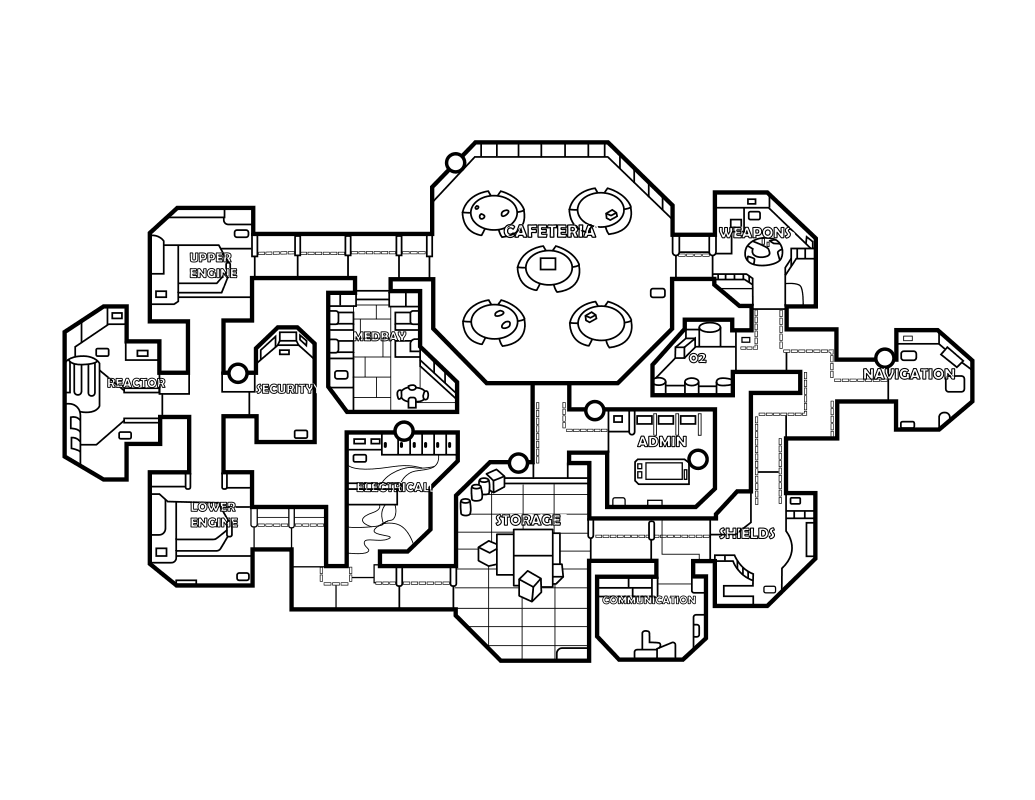 CAFETERIA
WEAPONS
UPPER
ENGINE
MEDBAY
O2
NAVIGATION
REACTOR
SECURITY
ADMIN
ELECTRICAL
LOWER
ENGINE
STORAGE
SHIELDS
COMMUNICATION